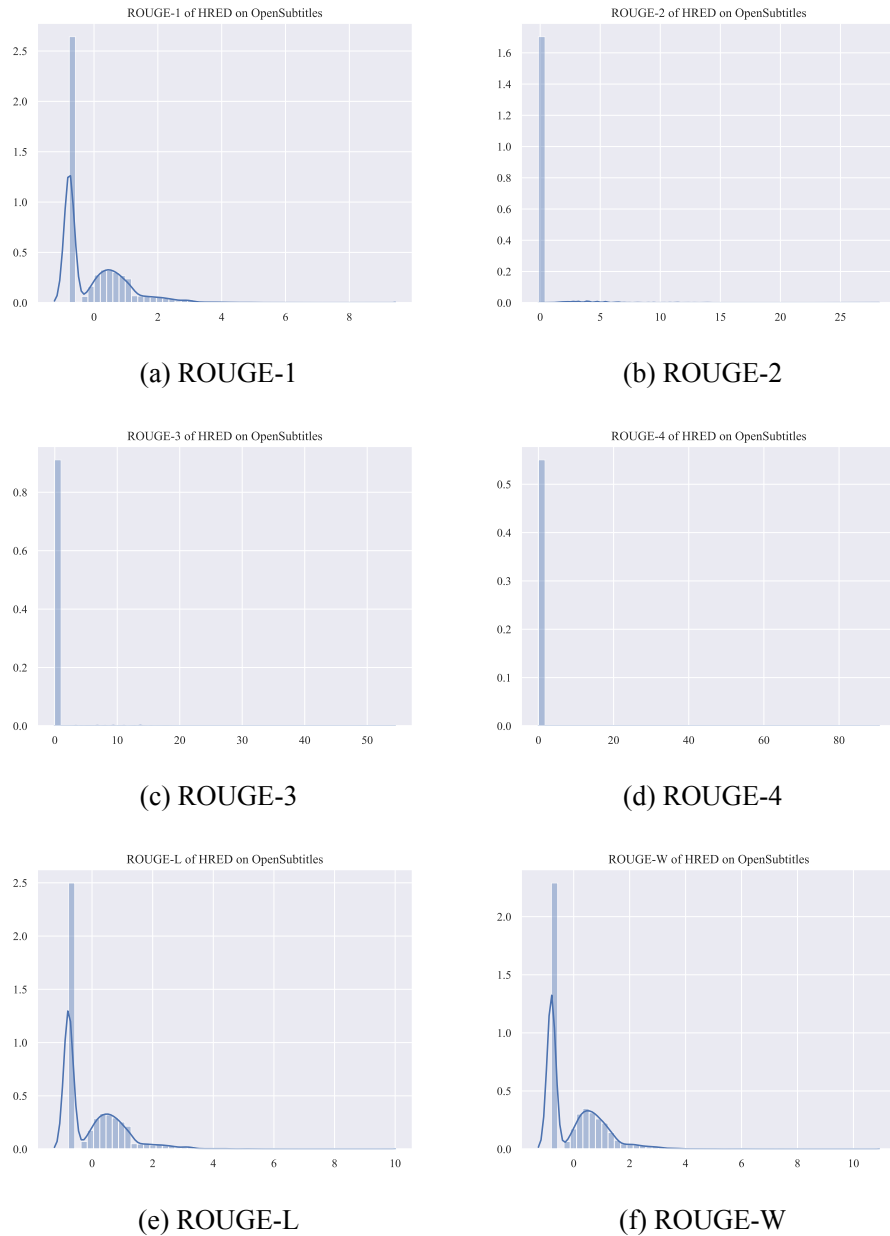 ROUGE-1 of HRED on OpenSubtitles
2.5
2.0
1.5
1.0
0.5
0.0
0 2 4 6 8
(a) ROUGE-1
ROUGE-2 of HRED on OpenSubtitles
1.6
1.4
1.2
1.0
0.8
0.6
0.4
0.2
0.0
0 5 10 15 20 25
(b) ROUGE-2
ROUGE-3 of HRED on OpenSubtitles
0.8
0.6
0.4
0.2
0.0
0 10 20 30 40 50
(c) ROUGE-3
ROUGE-4 of HRED on OpenSubtitles
0.5
0.4
0.3
0.2
0.1
0.0
0 20 40 60 80
(d) ROUGE-4
ROUGE-L of HRED on OpenSubtitles
2.5
2.0
1.5
1.0
0.5
0.0
0 2 4 6 8 10
(e) ROUGE-L
ROUGE-W of HRED on OpenSubtitles
2.0
1.5
1.0
0.5
0.0
0 2 4 6 8 10
(f) ROUGE-W